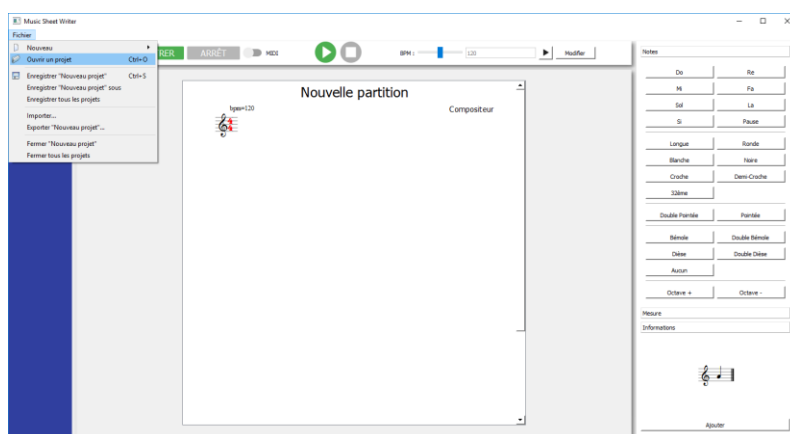 Music Sheet Writer
Fichier
Nouveau
Ouvrir un projet Ctrl+O
Enregistrer "Nouveau projet" Ctrl+S
Enregistrer "Nouveau projet" sous
Enregistrer tous les projets
Importer...
Exporter "Nouveau projet"...
Fermer "Nouveau projet"
Fermer tous les projets
RER ARRÊT MIDI BPM : 120 Modifier
Nouvelle partition
bpm=120 Compositeur
4
4
Notes
Do Re
Mi Fa
Sol La
Si Pause
Longue Ronde
Blanche Noire
Croche Demi-Croche
32ème
Double Pointée Pointée
Bémole Double Bémole
Dièse Double Dièse
Aucun
Octave + Octave -
Mesure
Informations
Ajouter